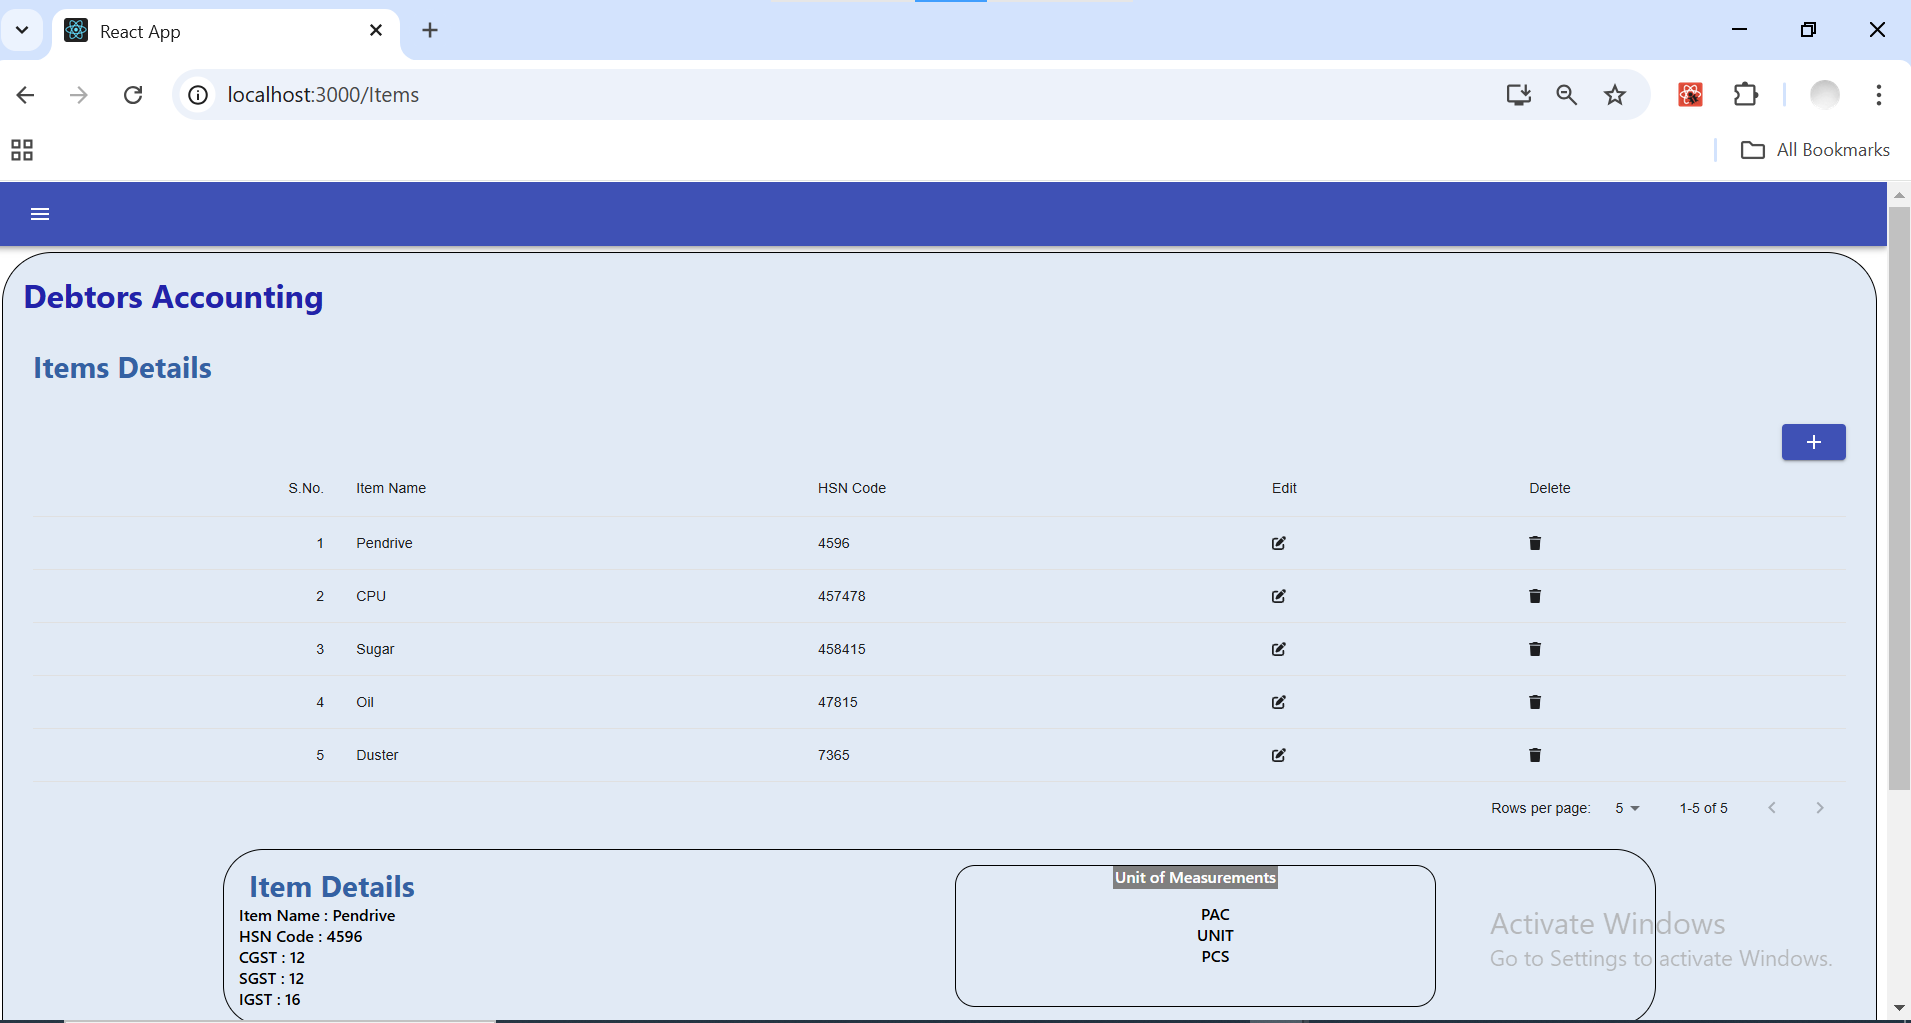 React App
localhost:3000/Items
All Bookmarks
Debtors Accounting
Items Details
S.No. Item Name HSN Code Edit Delete
1 Pendrive 4596
2 CPU 457478
3 Sugar 458415
4 Oil 47815
5 Duster 7365
Rows per page: 5 1-5 of 5
Item Details
Item Name : Pendrive
HSN Code : 4596
CGST : 12
SGST : 12
IGST : 16
Unit of Measurements
PAC
UNIT
PCS
Activate Windows
Go to Settings to activate Windows.